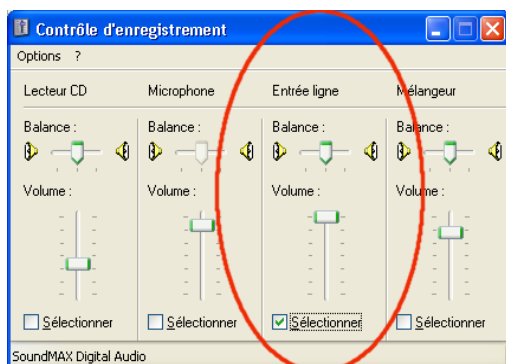 Contrôle d'enregistrement
Options ?
Lecteur CD Microphone Entrée ligne Mélangeur
Balance : Balance : Balance : Balance :
Volume : Volume : Volume : Volume :
Sélectionner Sélectionner Sélectionner Sélectionner
SoundMAX Digital Audio